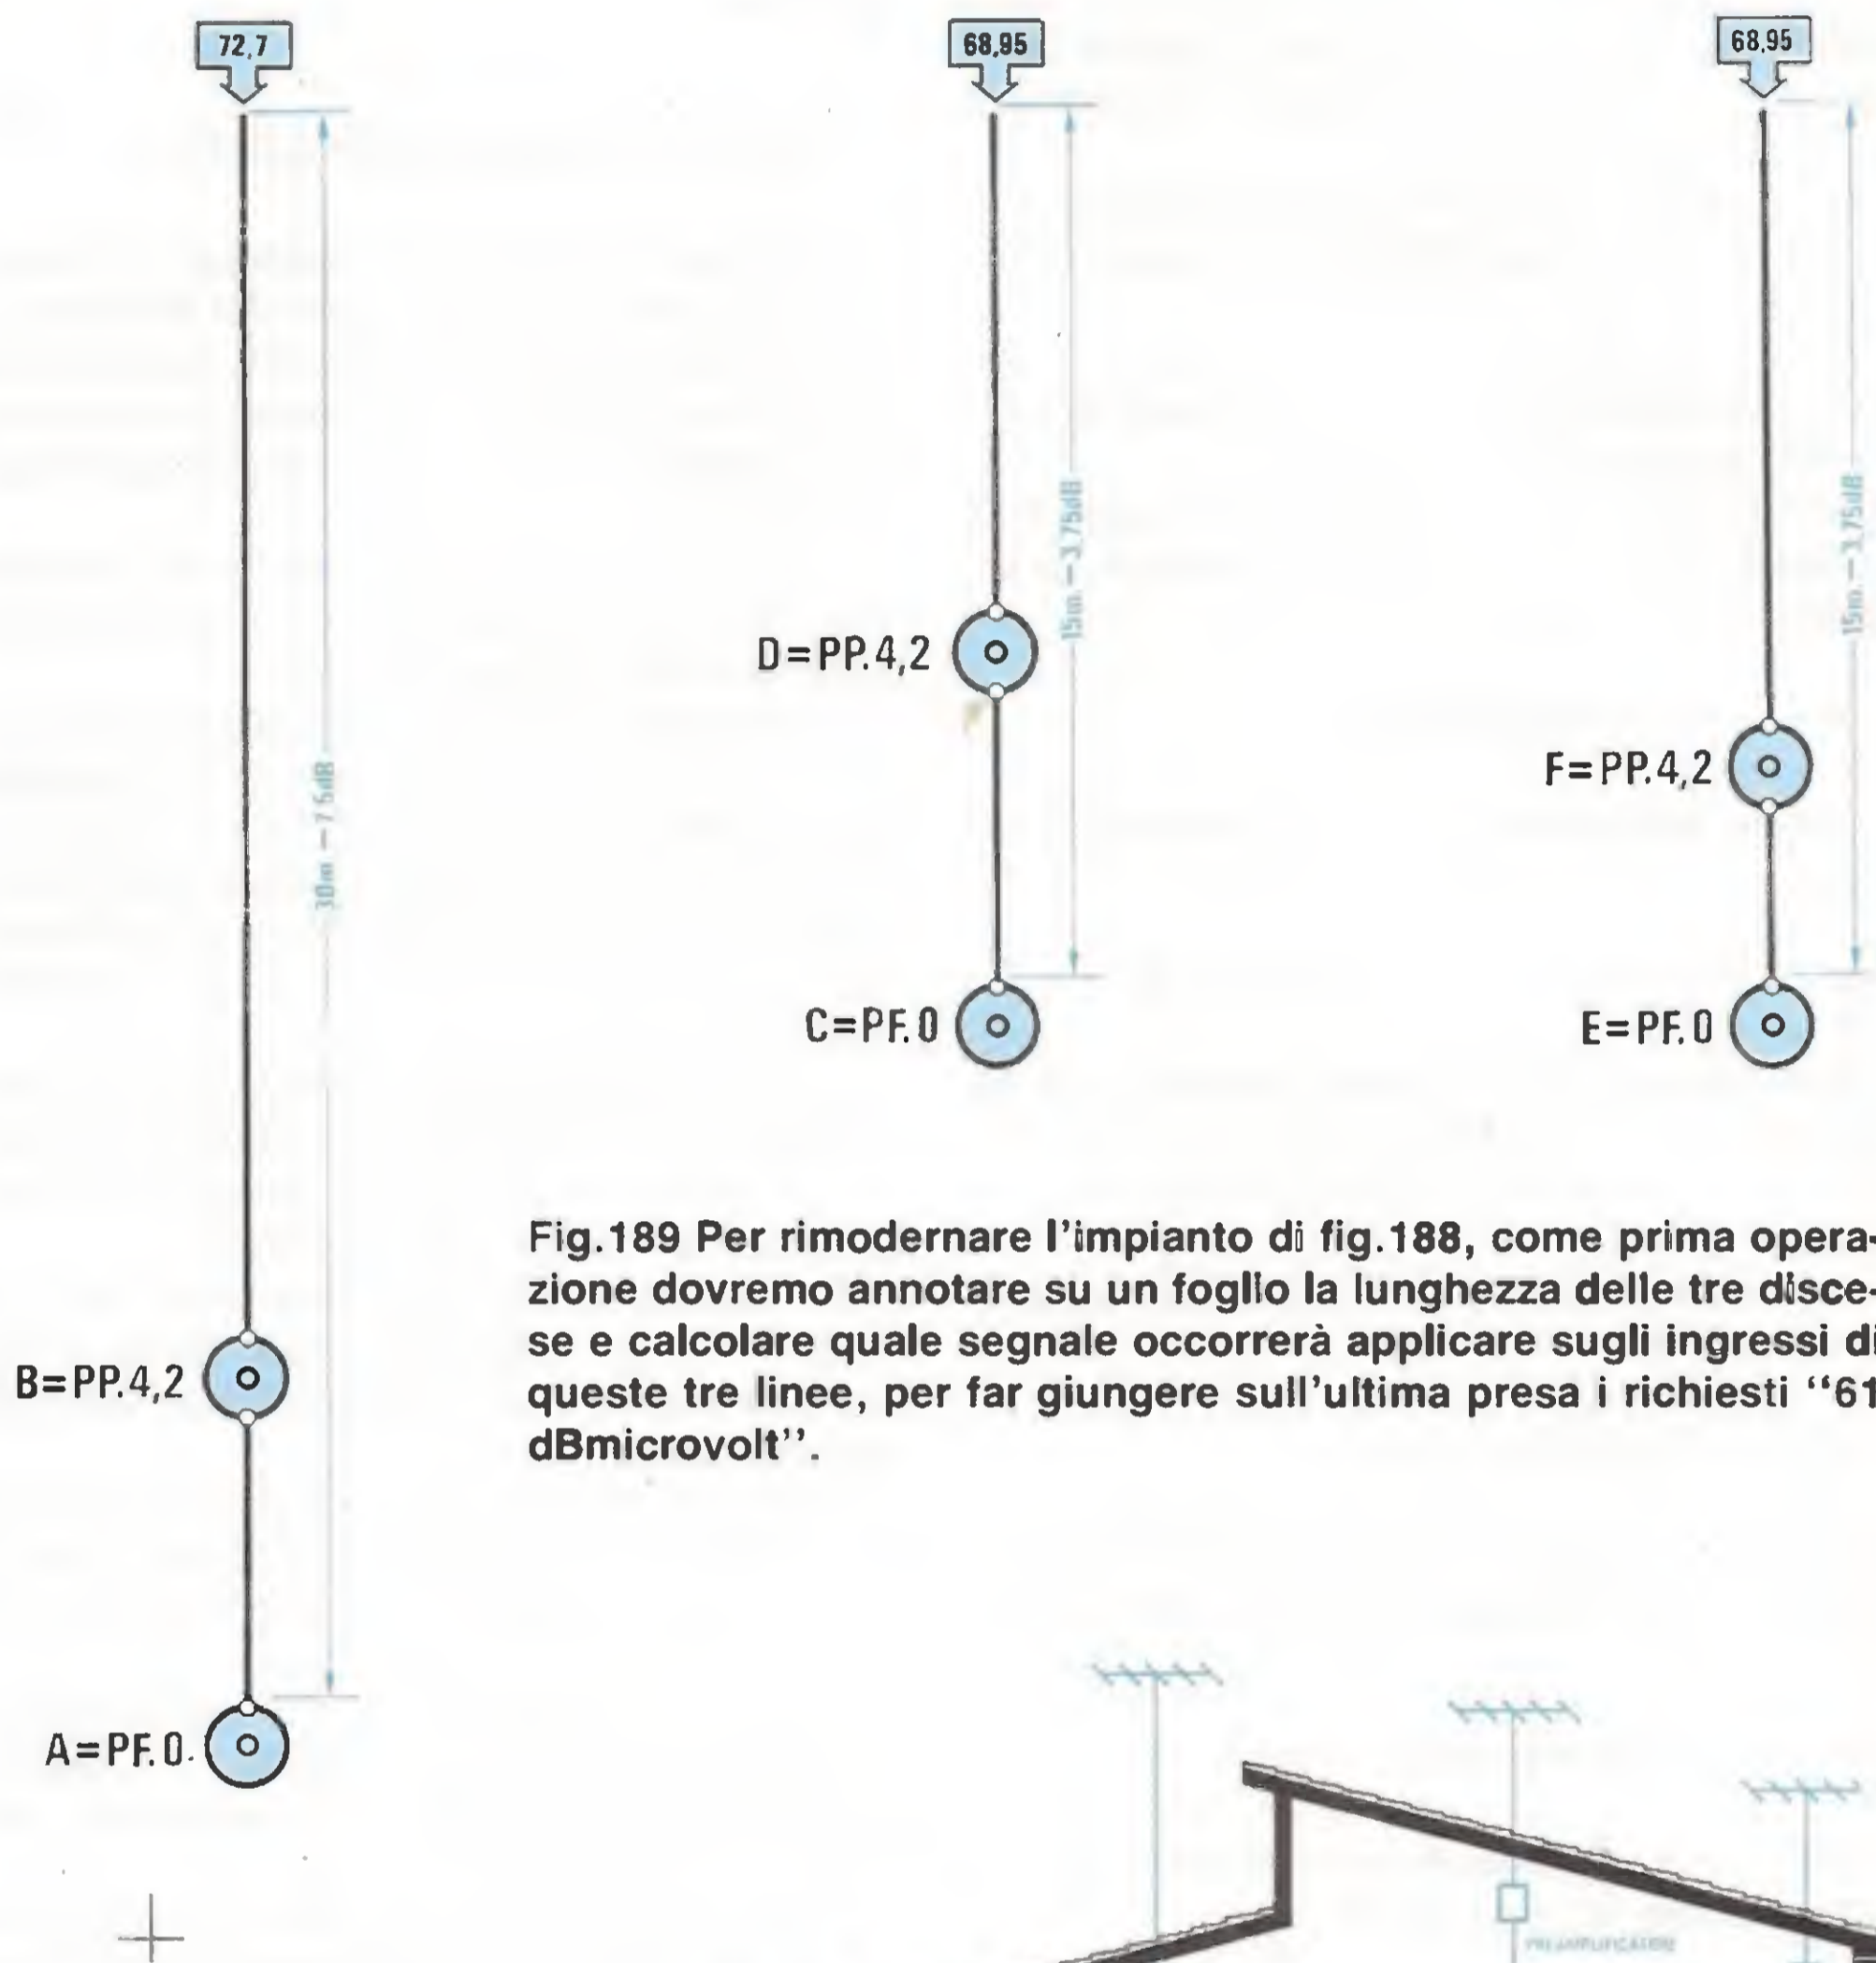 72,7
68,95
68,95
30m – 7,5dB
15m. – 3,75dB
15m. – 3,75dB
D=PP.4,2
F=PP.4,2
C=PF.0
E=PF.0
Fig.189 Per rimodernare l'impianto di fig.188, come prima opera-
zione dovremo annotare su un foglio la lunghezza delle tre disce-
se e calcolare quale segnale occorrerà applicare sugli ingressi di
queste tre linee, per far giungere sull'ultima presa i richiesti "61
dBmicrovolt".
B=PP.4,2
A=PF.0.
PREAMPLIFICATORE